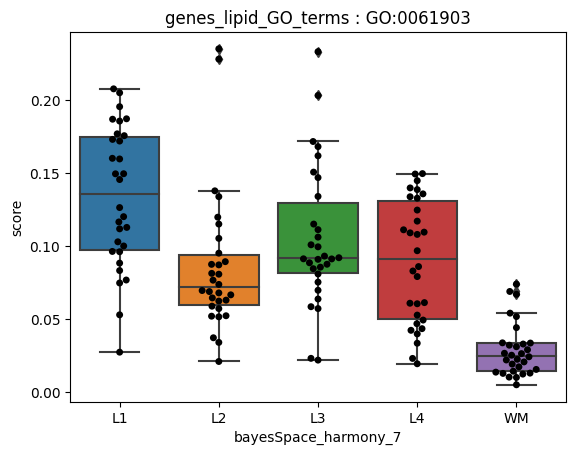 genes_lipid_GO_terms : GO:0061903
0.20
0.15
0.10
0.05
0.00
score
L1 L2 L3 L4 WM
bayesSpace_harmony_7